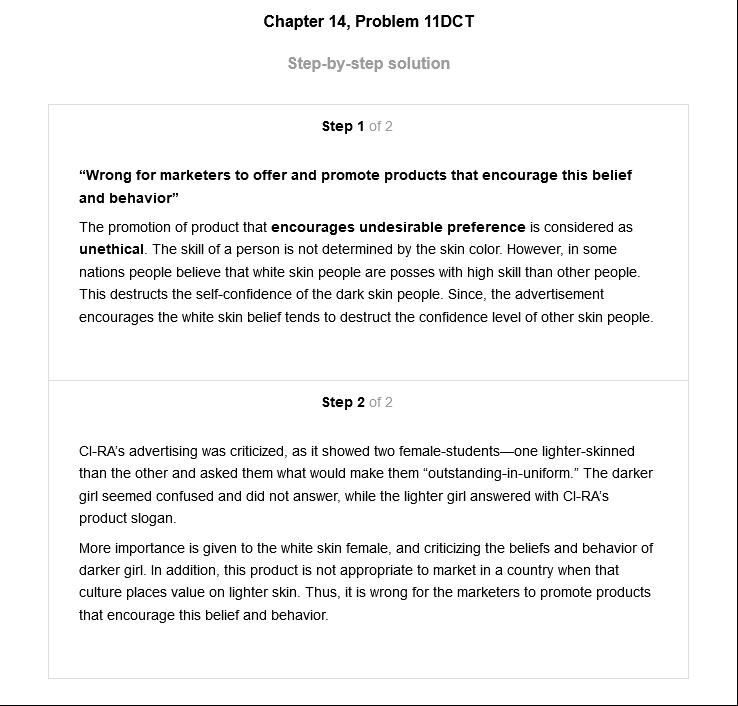 Chapter 14, Problem 11DCT
Step-by-step solution
Step 1 of 2
“Wrong for marketers to offer and promote products that encourage this belief
and behavior”
The promotion of product that encourages undesirable preference is considered as
unethical. The skill of a person is not determined by the skin color. However, in some
nations people believe that white skin people are posses with high skill than other people.
This destructs the self-confidence of the dark skin people. Since, the advertisement
encourages the white skin belief tends to destruct the confidence level of other skin people.
Step 2 of 2
CI-RA’s advertising was criticized, as it showed two female-students—one lighter-skinned
than the other and asked them what would make them “outstanding-in-uniform.” The darker
girl seemed confused and did not answer, while the lighter girl answered with CI-RA’s
product slogan.
More importance is given to the white skin female, and criticizing the beliefs and behavior of
darker girl. In addition, this product is not appropriate to market in a country when that
culture places value on lighter skin. Thus, it is wrong for the marketers to promote products
that encourage this belief and behavior.